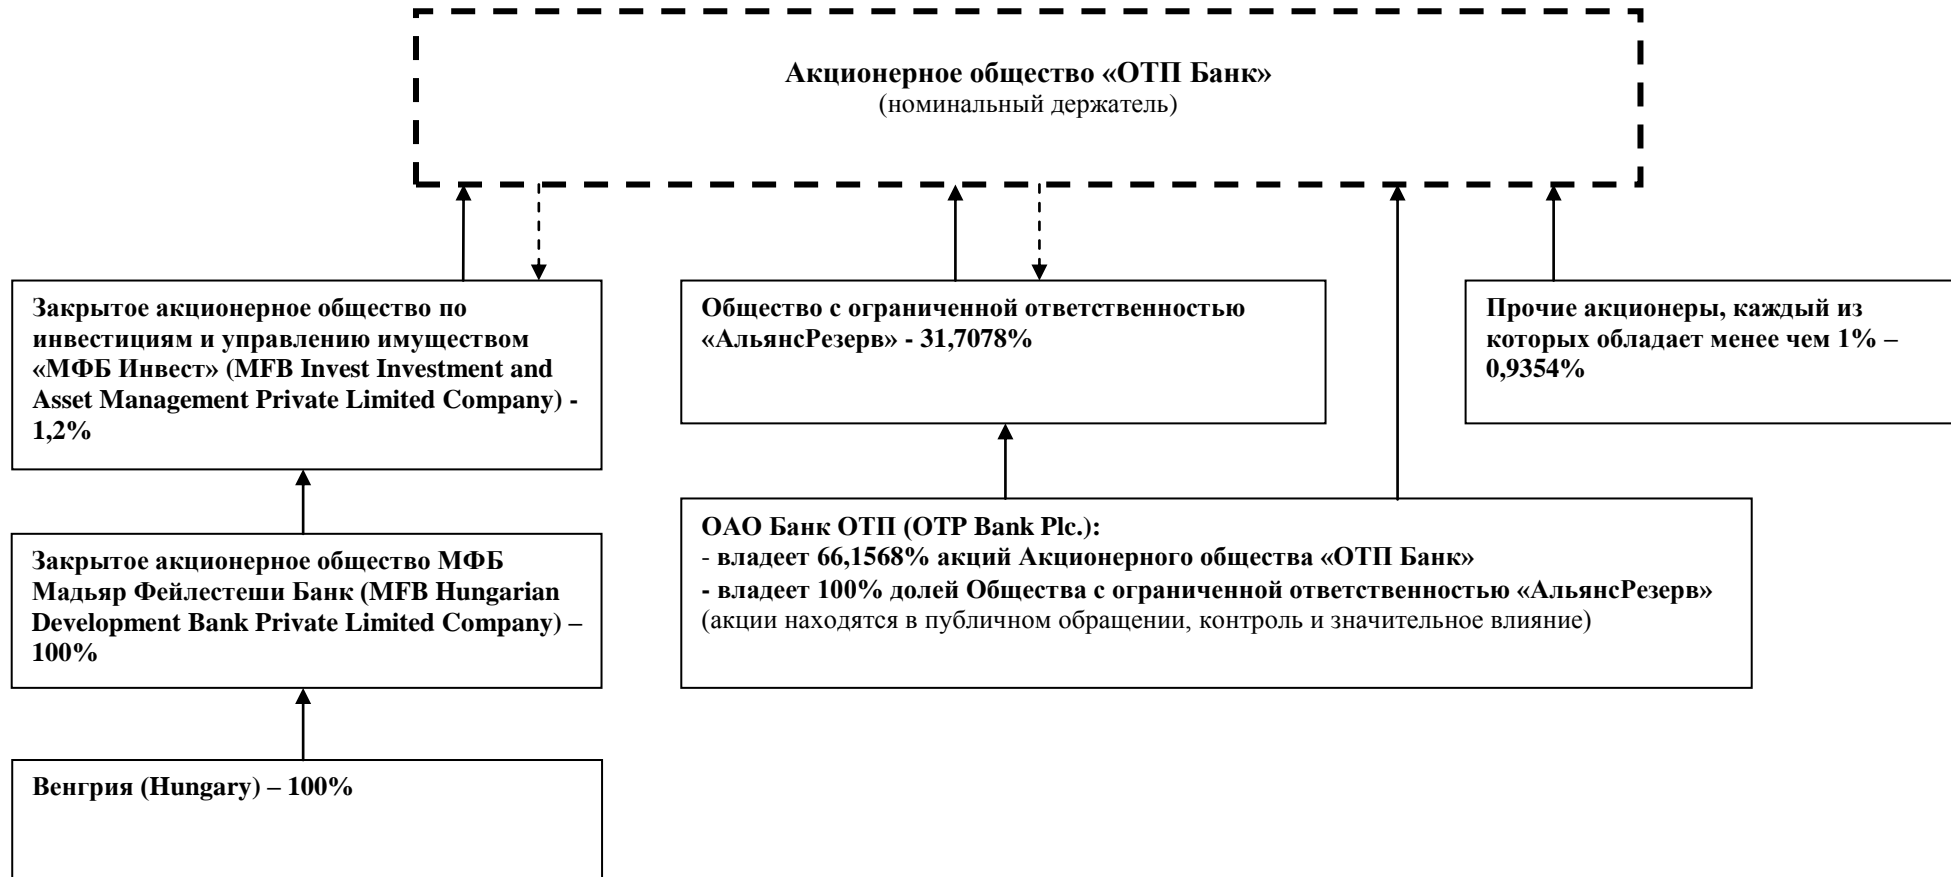 Акционерное общество «ОТП Банк»
(номинальный держатель)
Закрытое акционерное общество по
инвестициям и управлению имуществом
«МФБ Инвест» (MFB Invest Investment and
Asset Management Private Limited Company) -
1,2%
Общество с ограниченной ответственностью
«АльянсРезерв» - 31,7078%
Прочие акционеры, каждый из
которых обладает менее чем 1% –
0,9354%
Закрытое акционерное общество МФБ
Мадьяр Фейлестеши Банк (MFB Hungarian
Development Bank Private Limited Company) –
100%
ОАО Банк ОТП (OTP Bank Plc.):
- владеет 66,1568% акций Акционерного общества «ОТП Банк»
- владеет 100% долей Общества с ограниченной ответственностью «АльянсРезерв»
(акции находятся в публичном обращении, контроль и значительное влияние)
Венгрия (Hungary) – 100%